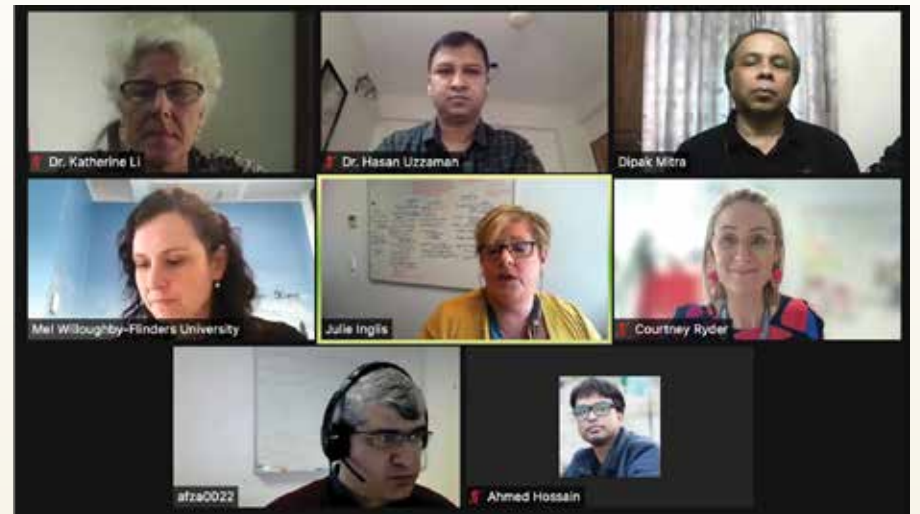 Dr. Katherine Li
Dr. Hasan Uzzaman
Dipak Mitra
Mel Willoughby-Flinders University
Julie Inglis
Courtney Ryder
afza0022
Ahmed Hossain